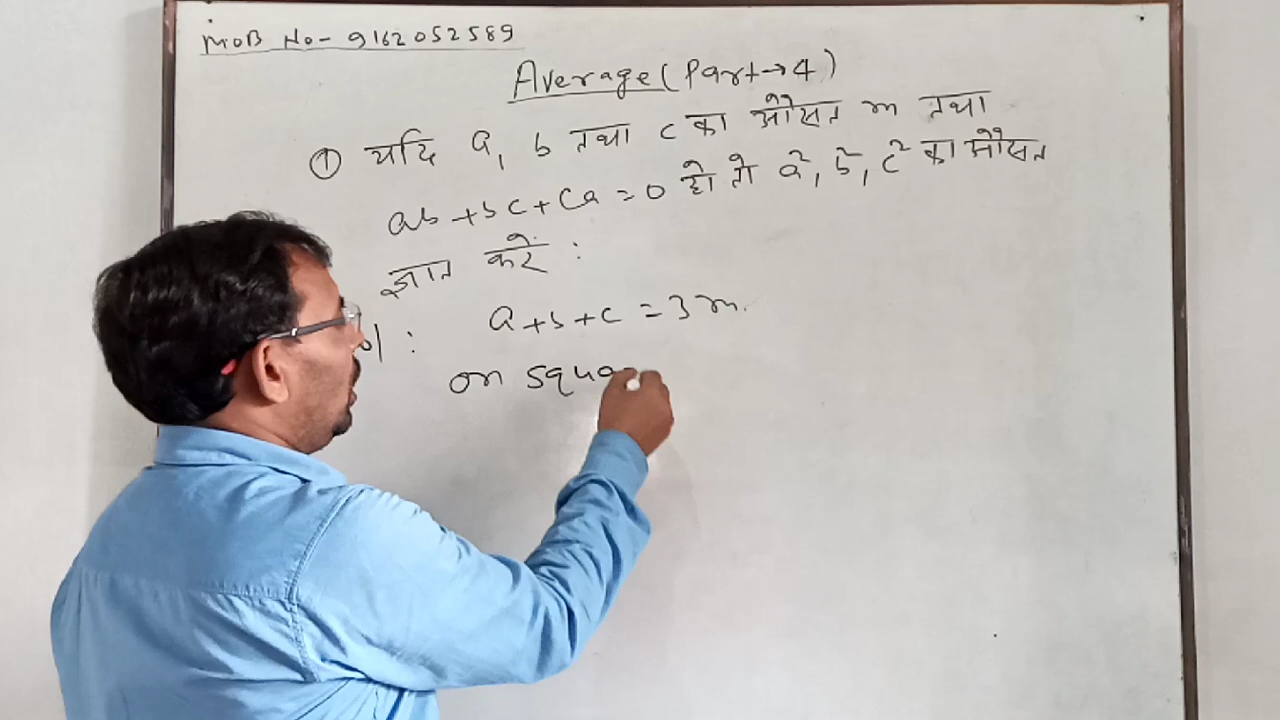 MOB No- 9162052589
Average (Part→4)
① यदि a, b तथा c का औसत m तथा
ab + bc + ca = 0 हो तो a², b², c² का औसत
ज्ञात करें :
ol : a + b + c = 3m.
on squa